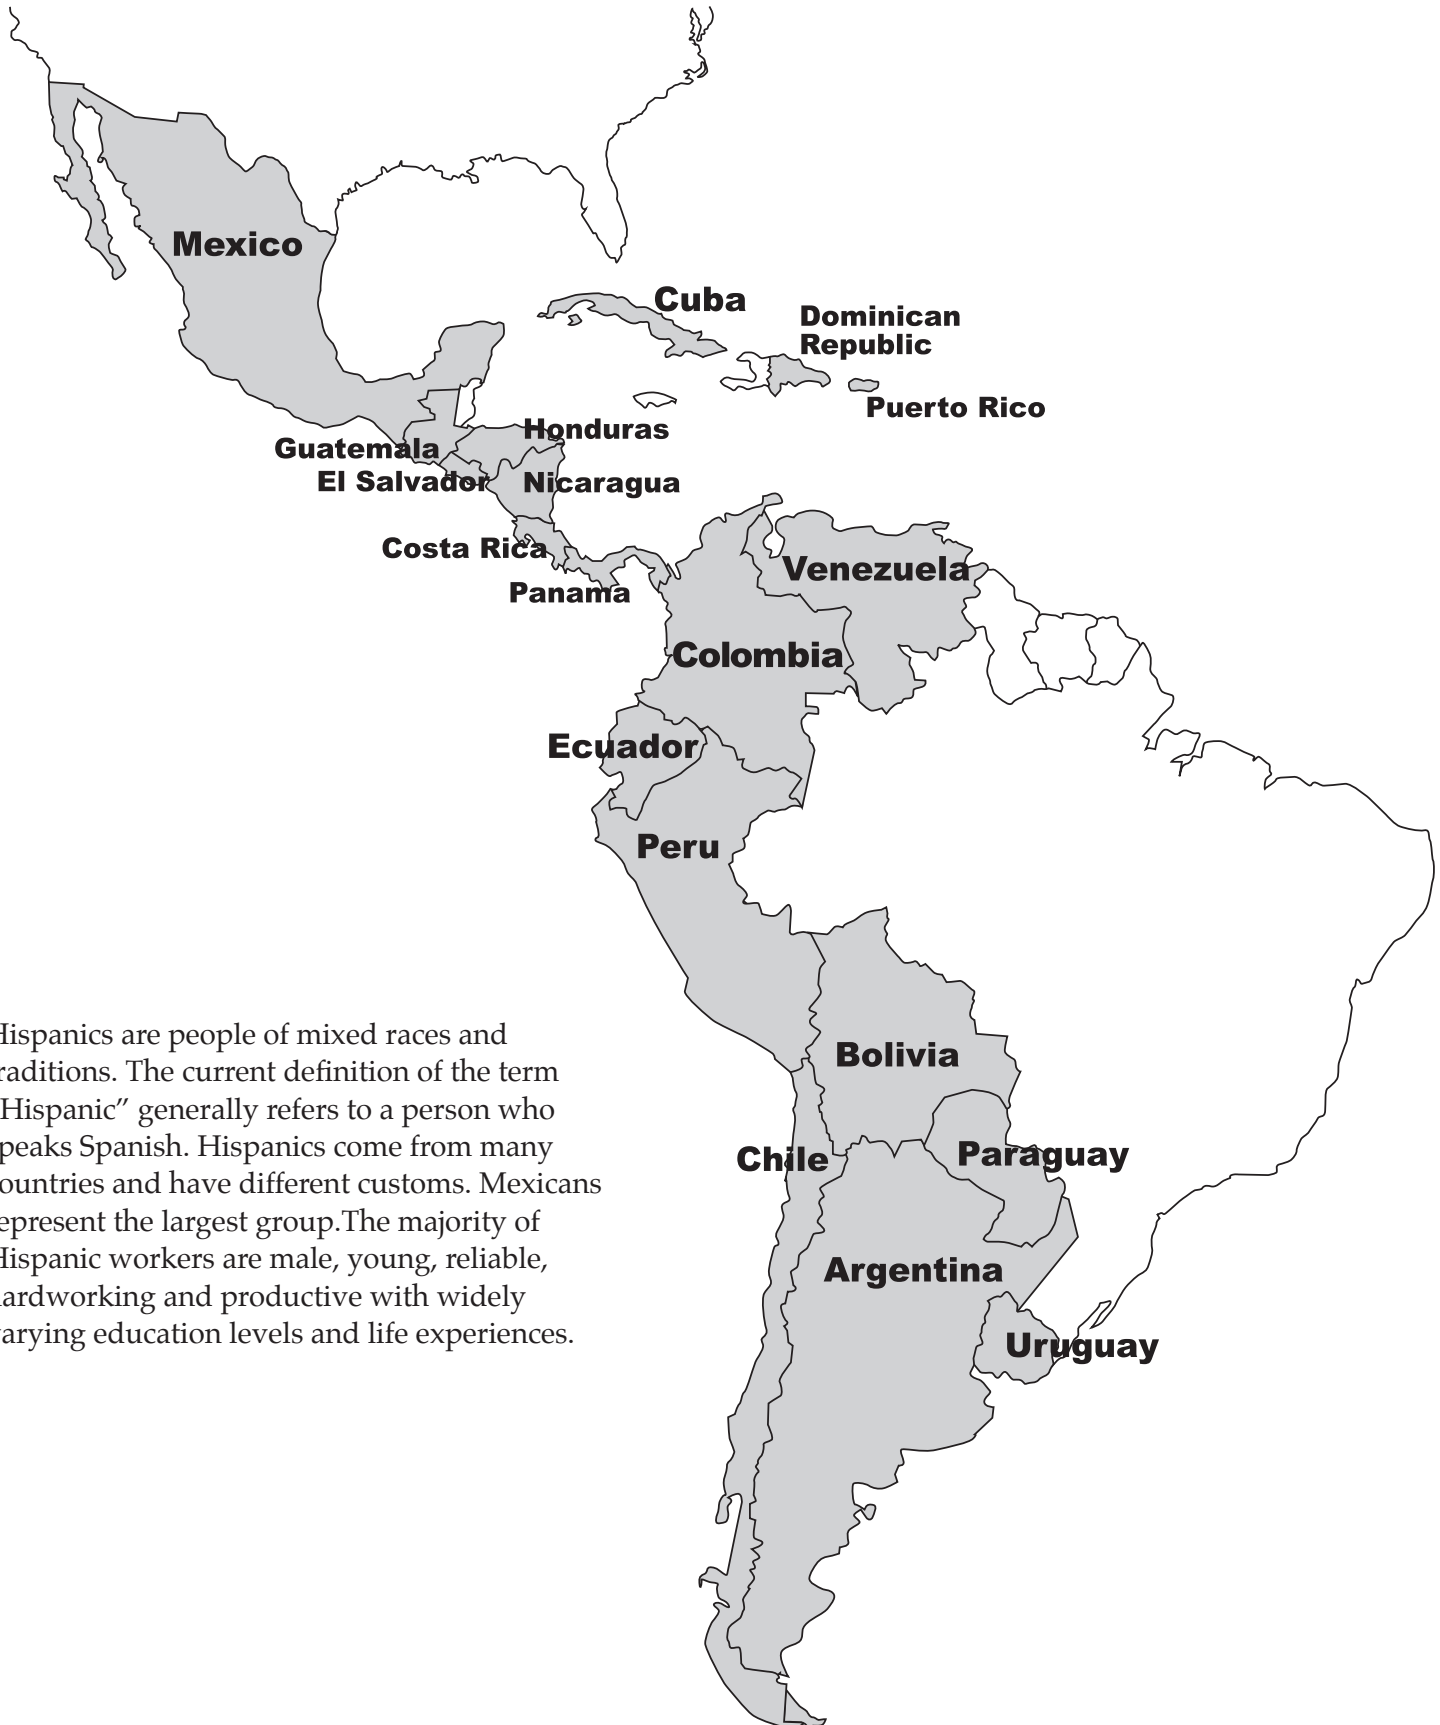 Mexico
Cuba
Dominican
Republic
Puerto Rico
Honduras
Guatemala
El Salvador
Nicaragua
Costa Rica
Panama
Venezuela
Colombia
Ecuador
Peru
Bolivia
Paraguay
Chile
Argentina
Uruguay
Hispanics are people of mixed races and
raditions. The current definition of the term
Hispanic” generally refers to a person who
peaks Spanish. Hispanics come from many
ountries and have different customs. Mexicans
epresent the largest group.The majority of
Hispanic workers are male, young, reliable,
ardworking and productive with widely
arying education levels and life experiences.